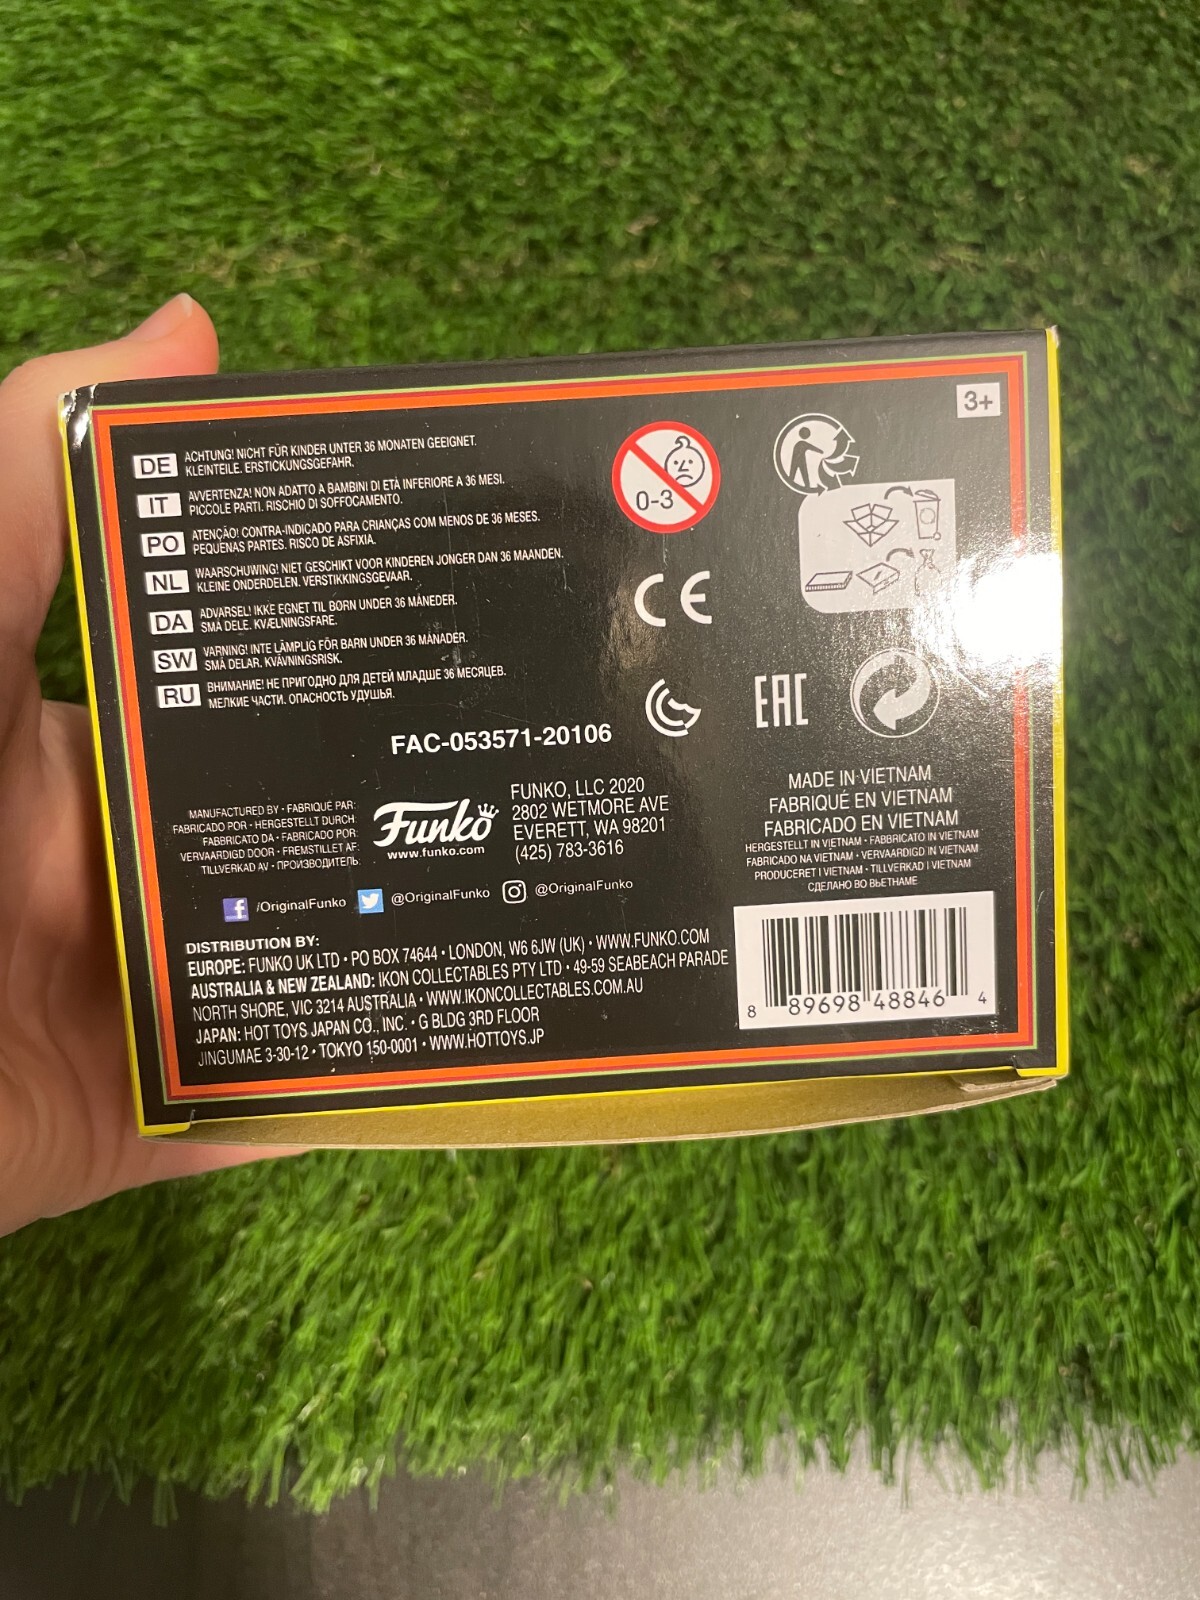 3+
DE ACHTUNG! NICHT FÜR KINDER UNTER 36 MONATEN GEEIGNET.
KLEINTEILE. ERSTICKUNGSGEFAHR.
IT AVVERTENZA! NON ADATTO A BAMBINI DI ETÀ INFERIORE A 36 MESI.
PICCOLE PARTI. RISCHIO DI SOFFOCAMENTO.
PO ATENÇÃO! CONTRA-INDICADO PARA CRIANÇAS COM MENOS DE 36 MESES.
PEQUENAS PARTES. RISCO DE ASFIXIA.
NL WAARSCHUWING! NIET GESCHIKT VOOR KINDEREN JONGER DAN 36 MAANDEN.
KLEINE ONDERDELEN. VERSTIKKINGSGEVAAR.
DA ADVARSEL! IKKE EGNET TIL BØRN UNDER 36 MÅNEDER.
SMÅ DELE. KVÆLNINGSFARE.
SW VARNING! INTE LÄMPLIG FÖR BARN UNDER 36 MÅNADER.
SMÅ DELAR. KVÄVNINGSRISK.
RU ВНИМАНИЕ! НЕ ПРИГОДНО ДЛЯ ДЕТЕЙ МЛАДШЕ 36 МЕСЯЦЕВ.
МЕЛКИЕ ЧАСТИ. ОПАСНОСТЬ УДУШЬЯ.
0-3
CE
EAC
FAC-053571-20106
MANUFACTURED BY • FABRIQUÉ PAR:
FABRICADO POR • HERGESTELLT DURCH:
FABBRICATO DA • FABRICADO POR:
VERVAARDIGD DOOR • FREMSTILLET AF:
TILLVERKAD AV • ПРОИЗВОДИТЕЛЬ:
Funko
www.funko.com
FUNKO, LLC 2020
2802 WETMORE AVE
EVERETT, WA 98201
(425) 783-3616
/OriginalFunko @OriginalFunko @OriginalFunko
MADE IN VIETNAM
FABRIQUÉ EN VIETNAM
FABRICADO EN VIETNAM
HERGESTELLT IN VIETNAM • FABBRICATO IN VIETNAM
FABRICADO NA VIETNAM • VERVAARDIGD IN VIETNAM
PRODUCERET I VIETNAM • TILLVERKAD I VIETNAM
СДЕЛАНО ВО ВЬЕТНАМЕ
DISTRIBUTION BY:
EUROPE: FUNKO UK LTD • PO BOX 74644 • LONDON, W6 6JW (UK) • WWW.FUNKO.COM
AUSTRALIA & NEW ZEALAND: IKON COLLECTABLES PTY LTD • 49-59 SEABEACH PARADE
NORTH SHORE, VIC 3214 AUSTRALIA • WWW.IKONCOLLECTABLES.COM.AU
JAPAN: HOT TOYS JAPAN CO., INC. • G BLDG 3RD FLOOR
JINGUMAE 3-30-12 • TOKYO 150-0001 • WWW.HOTTOYS.JP
8 89698 48846 4